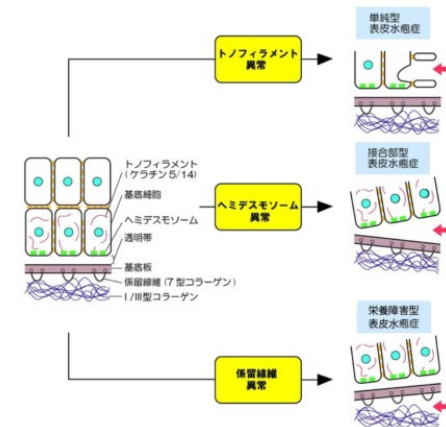 単純型
表皮水疱症
トノフィラメント
異常
接合部型
表皮水疱症
トノフィラメント
(ケラチン5/14)
基底細胞
ヘミデスモソーム
透明帯
基底板
係留線維(7型コラーゲン)
I/III型コラーゲン
ヘミデスモソーム
異常
栄養障害型
表皮水疱症
係留線維
異常